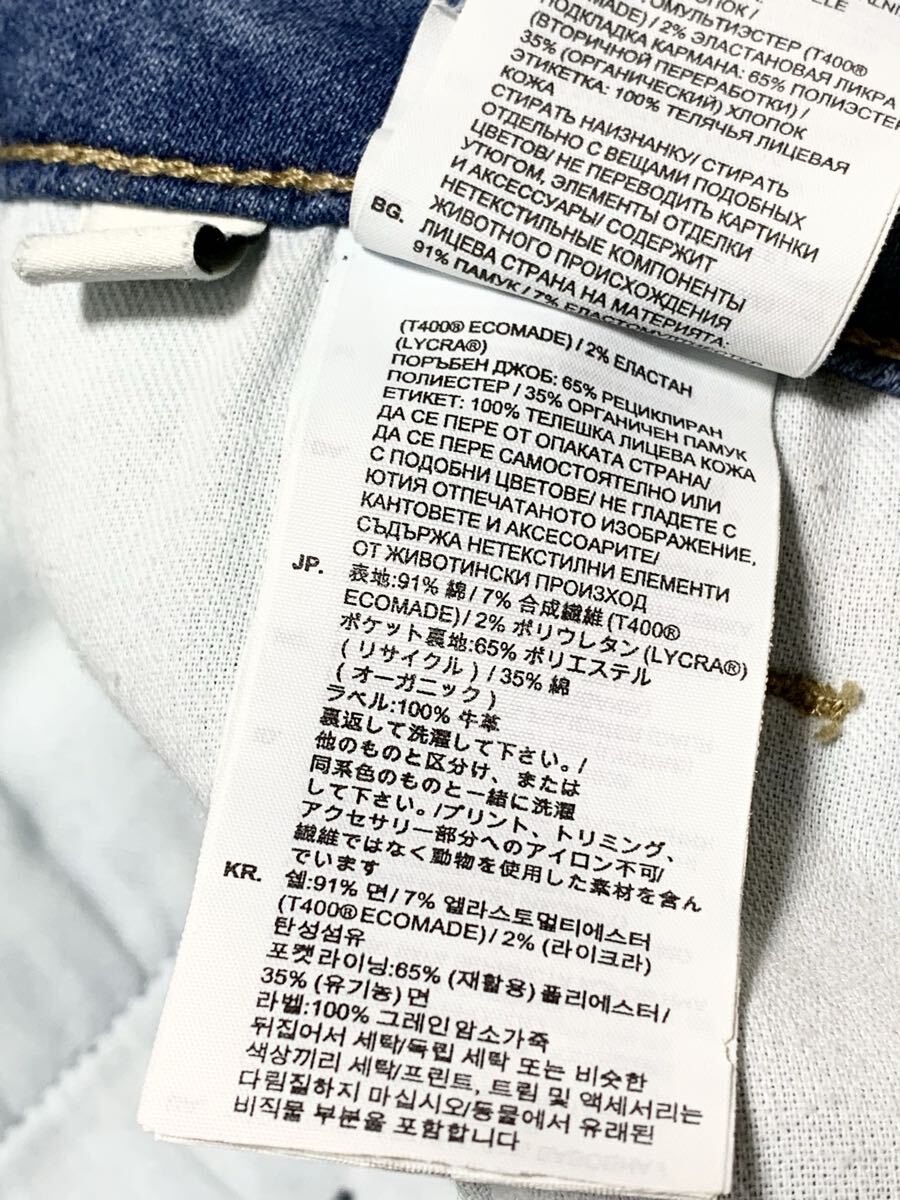 ЛОПОК /
ОМУЛЬТИЭСТЕР (T400®
ECOMADE) / 2% ЭЛАСТАНОВАЯ ЛИКРА
ПОДКЛАДКА КАРМАНА: 65% ПОЛИЭСТЕР
(ВТОРИЧНОЙ ПЕРЕРАБОТКИ) /
35% (ОРГАНИЧЕСКИЙ) ХЛОПОК
ЭТИКЕТКА: 100% ТЕЛЯЧЬЯ ЛИЦЕВАЯ
КОЖА
СТИРАТЬ НАИЗНАНКУ/ СТИРАТЬ
ОТДЕЛЬНО С ВЕЩАМИ ПОДОБНЫХ
ЦВЕТОВ/ НЕ ПЕРЕВОДИТЬ КАРТИНКИ
УТЮГОМ, ЭЛЕМЕНТЫ ОТДЕЛКИ
И АКСЕССУАРЫ/ СОДЕРЖИТ
НЕТЕКСТИЛЬНЫЕ КОМПОНЕНТЫ
ЖИВОТНОГО ПРОИСХОЖДЕНИЯ
BG. ЛИЦЕВА СТРАНА НА МАТЕРИЯТА:
91% ПАМУК / 7% ЕЛАСТОМУЛТИЕСТЕР
(T400® ECOMADE) / 2% ЕЛАСТАН
(LYCRA®)
ПОРЪБЕН ДЖОБ: 65% РЕЦИКЛИРАН
ПОЛИЕСТЕР / 35% ОРГАНИЧЕН ПАМУК
ЕТИКЕТ: 100% ТЕЛЕШКА ЛИЦЕВА КОЖА
ДА СЕ ПЕРЕ ОТ ОПАКАТА СТРАНА/
ДА СЕ ПЕРЕ САМОСТОЯТЕЛНО ИЛИ
С ПОДОБНИ ЦВЕТОВЕ/ НЕ ГЛАДЕТЕ С
ЮТИЯ ОТПЕЧАТАНОТО ИЗОБРАЖЕНИЕ,
КАНТОВЕТЕ И АКСЕСОАРИТЕ/
СЪДЪРЖА НЕТЕКСТИЛНИ ЕЛЕМЕНТИ
ОТ ЖИВОТИНСКИ ПРОИЗХОД
JP. 表地:91% 綿/ 7% 合成繊維 (T400®
ECOMADE) / 2% ポリウレタン (LYCRA®)
ポケット裏地:65% ポリエステル
( リサイクル ) / 35% 綿
( オーガニック )
ラベル:100% 牛革
裏返して洗濯して下さい。/
他のものと区分け、または
同系色のものと一緒に洗濯
して下さい。/プリント、トリミング、
アクセサリー部分へのアイロン不可/
繊維ではなく動物を使用した素材を含ん
でいます
KR. 쉘:91% 면/ 7% 엘라스토멀티에스터
(T400® ECOMADE) / 2% (라이크라)
탄성섬유
포켓 라이닝:65% (재활용) 폴리에스터 /
35% (유기농) 면
라벨:100% 그레인 암소가죽
뒤집어서 세탁/독립 세탁 또는 비슷한
색상끼리 세탁/프린트, 트림 및 액세서리는
다림질하지 마십시오/동물에서 유래된
비직물 부분을 포함합니다